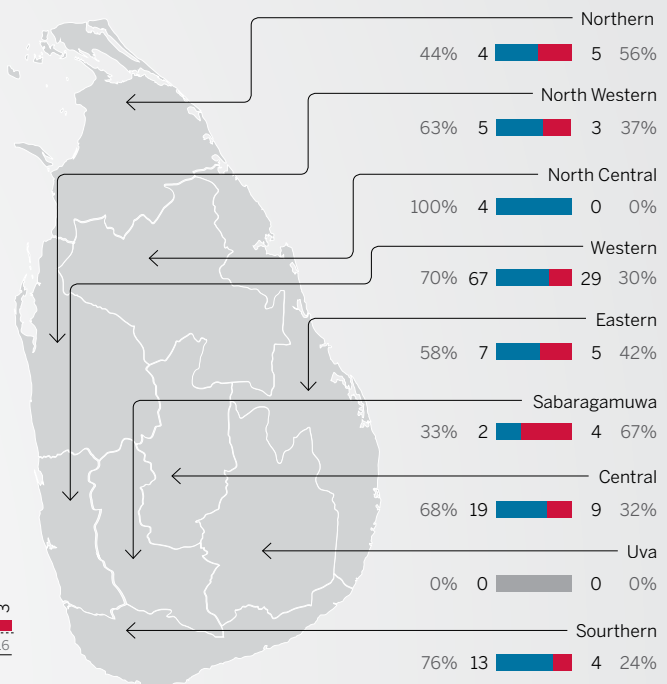 Northern
44% 4 5 56%
North Western
63% 5 3 37%
North Central
100% 4 0 0%
Western
70% 67 29 30%
Eastern
58% 7 5 42%
Sabaragamuwa
33% 2 4 67%
Central
68% 19 9 32%
Uva
0% 0 0 0%
Sourthern
76% 13 4 24%
3